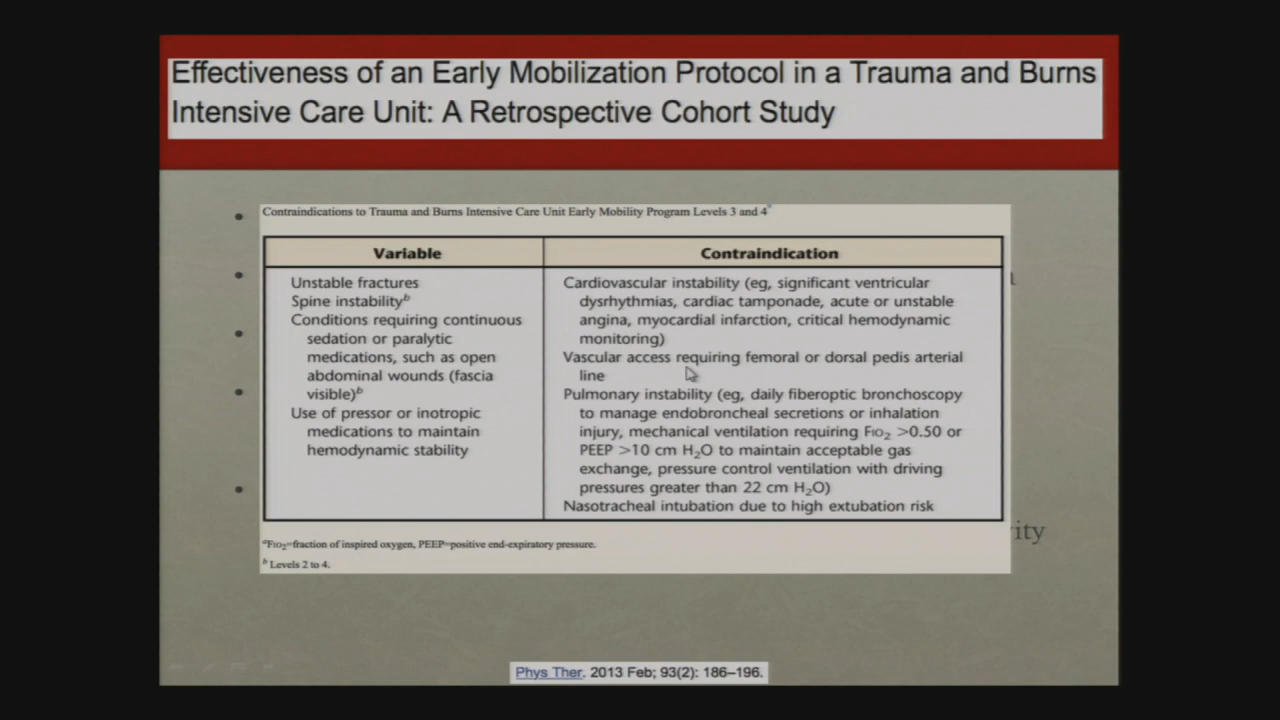 Effectiveness of an Early Mobilization Protocol in a Trauma and Burns
Intensive Care Unit: A Retrospective Cohort Study
Contraindications to Trauma and Burns Intensive Care Unit Early Mobility Program Levels 3 and 4ª
Variable
Contraindication
Unstable fractures
Spine instabilityᵇ
Conditions requiring continuous
sedation or paralytic
medications, such as open
abdominal wounds (fascia
visible)ᵇ
Use of pressor or inotropic
medications to maintain
hemodynamic stability
Cardiovascular instability (eg, significant ventricular
dysrhythmias, cardiac tamponade, acute or unstable
angina, myocardial infarction, critical hemodynamic
monitoring)
Vascular access requiring femoral or dorsal pedis arterial
line
Pulmonary instability (eg, daily fiberoptic bronchoscopy
to manage endobroncheal secretions or inhalation
injury, mechanical ventilation requiring FIO₂ >0.50 or
PEEP >10 cm H₂O to maintain acceptable gas
exchange, pressure control ventilation with driving
pressures greater than 22 cm H₂O)
Nasotracheal intubation due to high extubation risk
ªFIO₂=fraction of inspired oxygen, PEEP=positive end-expiratory pressure.
ᵇ Levels 2 to 4.
Phys Ther. 2013 Feb; 93(2): 186–196.